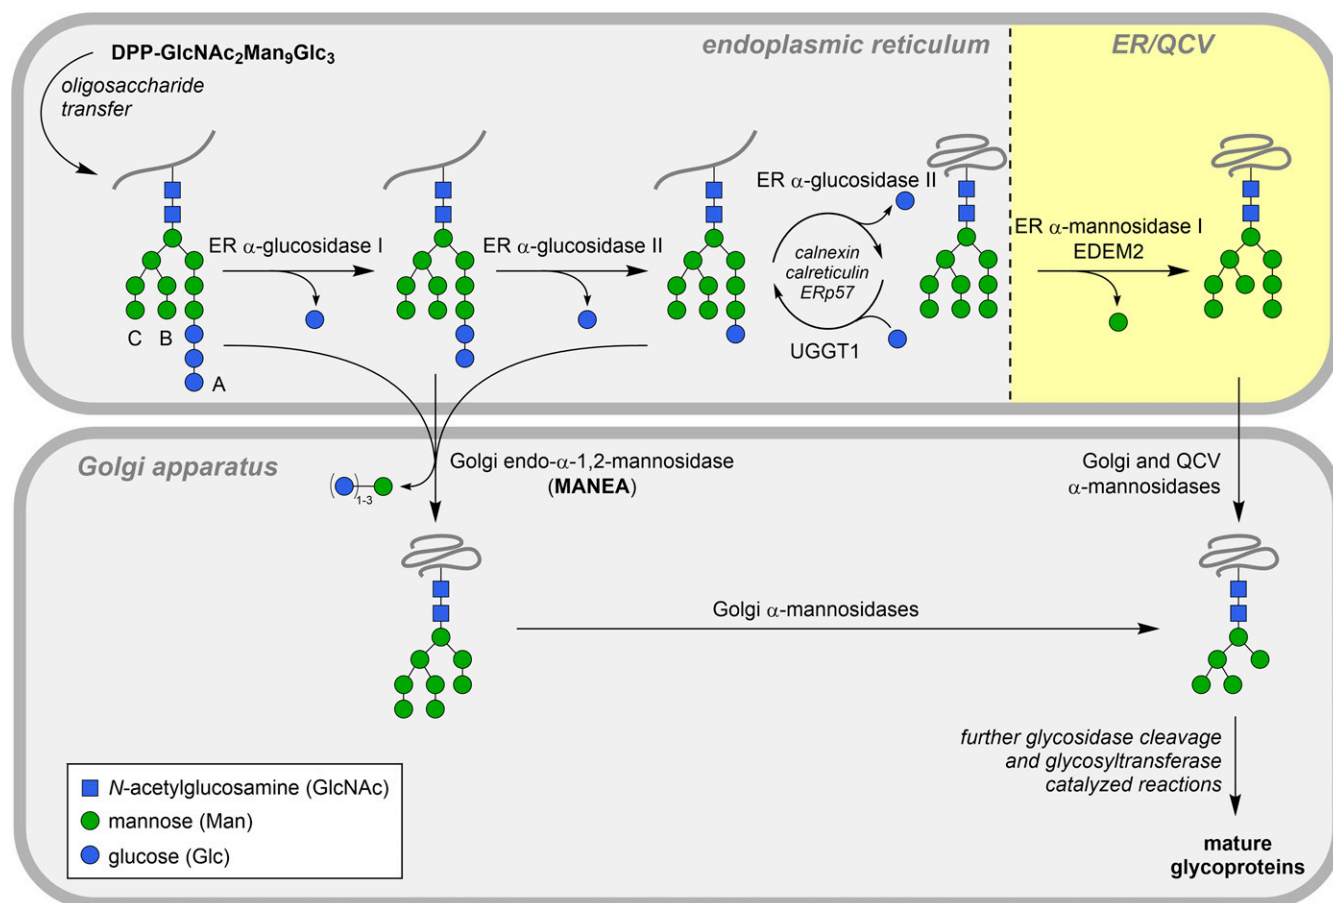 DPP-GlcNAc₂Man₉Glc₃
oligosaccharide
transfer
endoplasmic reticulum
ER/QCV
ER α-glucosidase I
ER α-glucosidase II
ER α-glucosidase II
calnexin
calreticulin
ERp57
UGGT1
ER α-mannosidase I
EDEM2
C
B
A
Golgi apparatus
( )1-3
Golgi endo-α-1,2-mannosidase
(MANEA)
Golgi and QCV
α-mannosidases
Golgi α-mannosidases
further glycosidase cleavage
and glycosyltransferase
catalyzed reactions
mature
glycoproteins
N-acetylglucosamine (GlcNAc)
mannose (Man)
glucose (Glc)